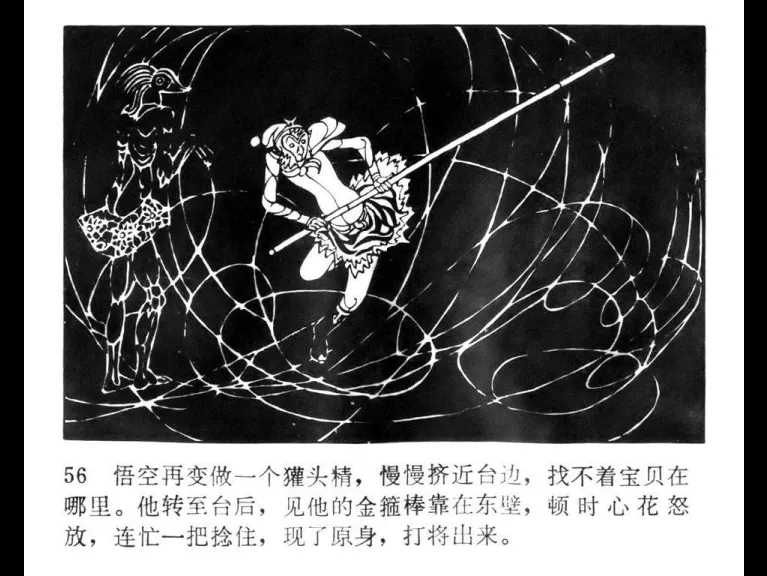 56 悟空再变做一个獾头精，慢慢挤近台边，找不着宝贝在
哪里。他转至台后，见他的金箍棒靠在东壁，顿时心花怒
放，连忙一把捻住，现了原身，打将出来。